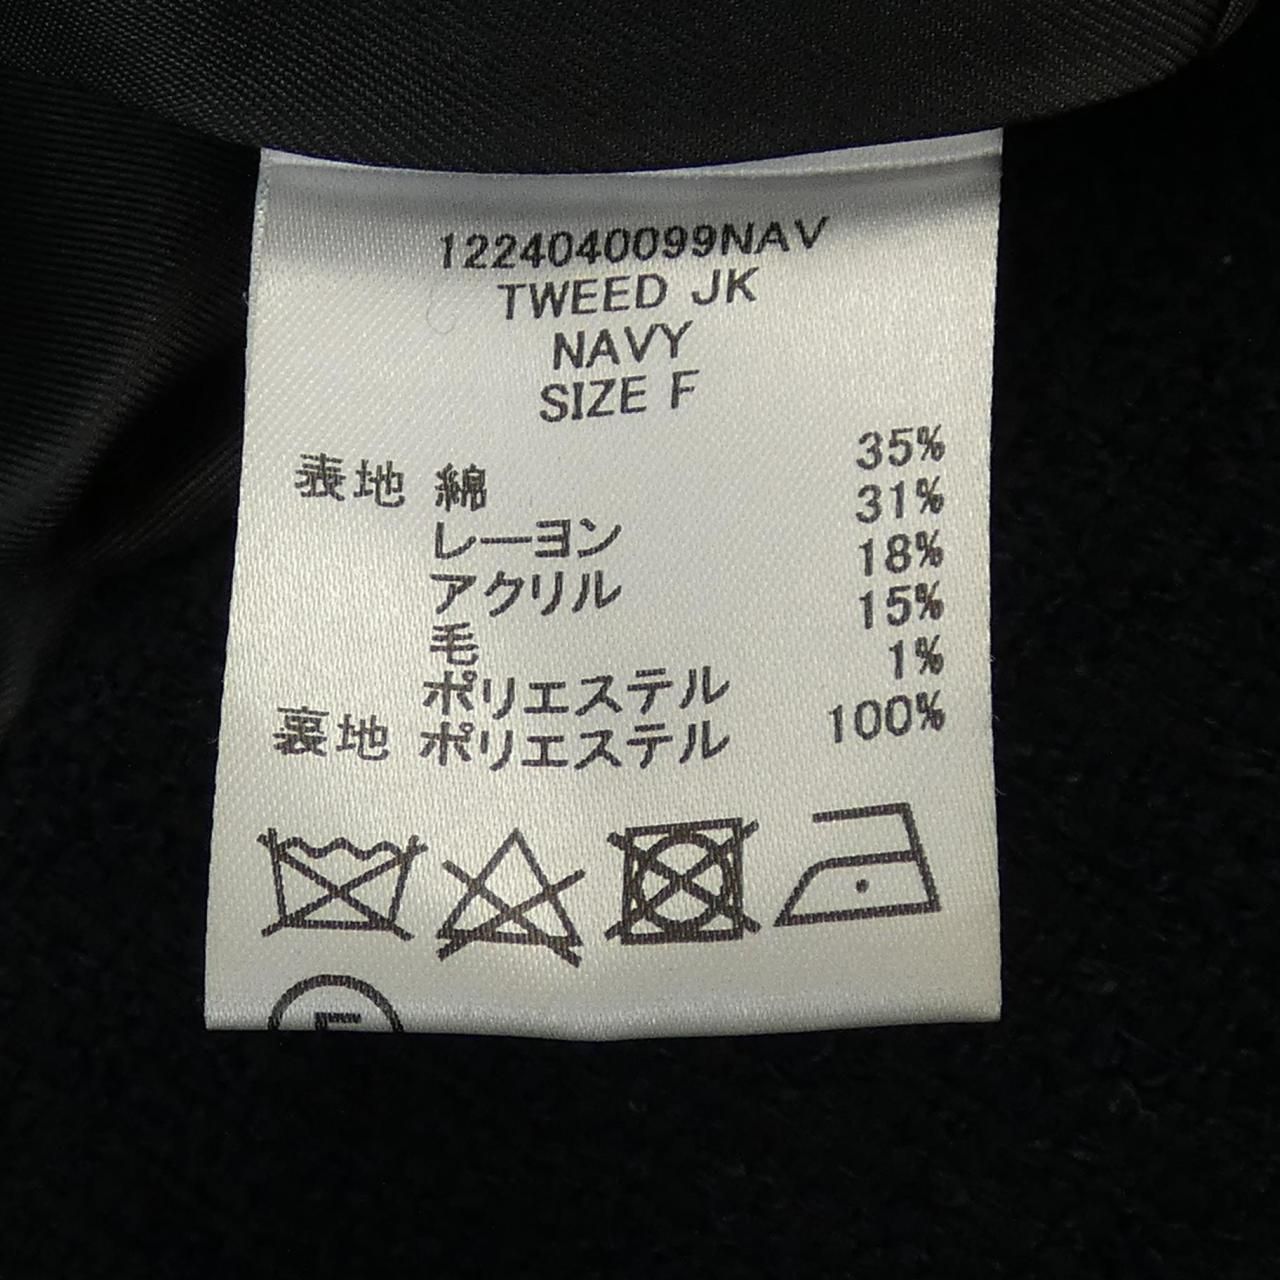 1224040099NAV
TWEED JK
NAVY
SIZE F
表地 綿 35%
レーヨン 31%
アクリル 18%
毛 15%
ポリエステル 1%
裏地 ポリエステル 100%